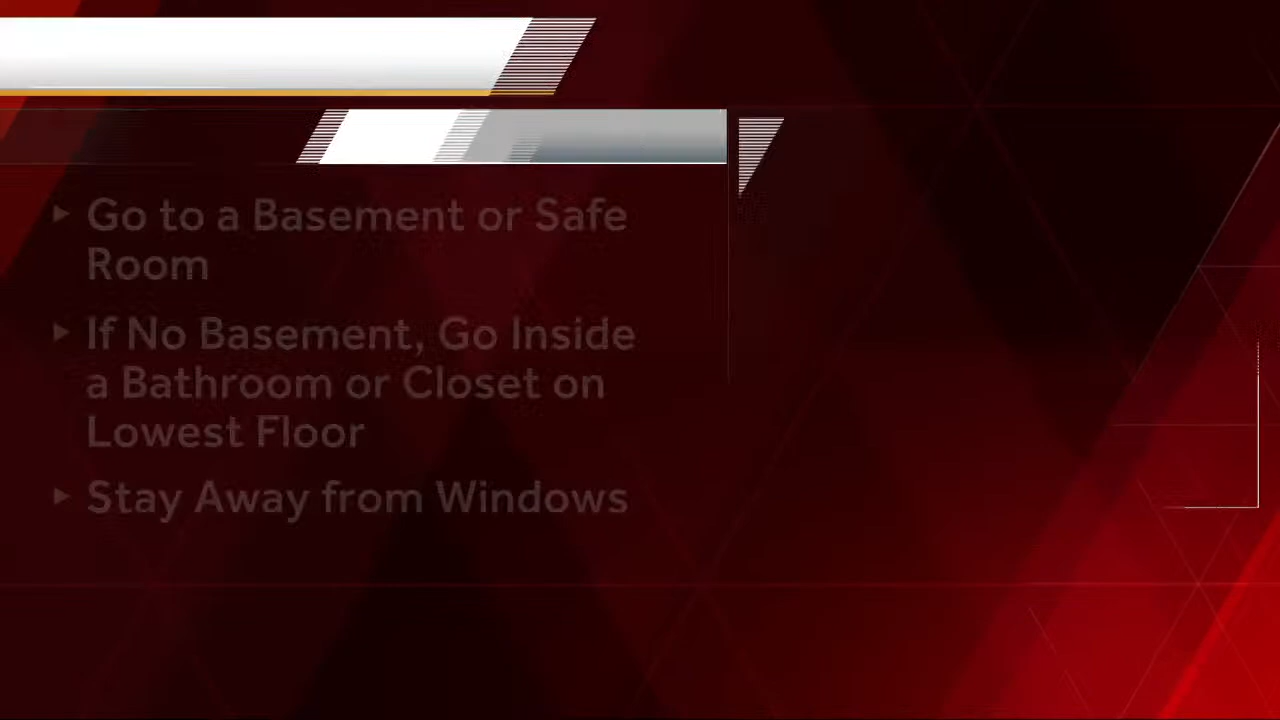 Go to a Basement or Safe
Room
If No Basement, Go Inside
a Bathroom or Closet on
Lowest Floor
Stay Away from Windows